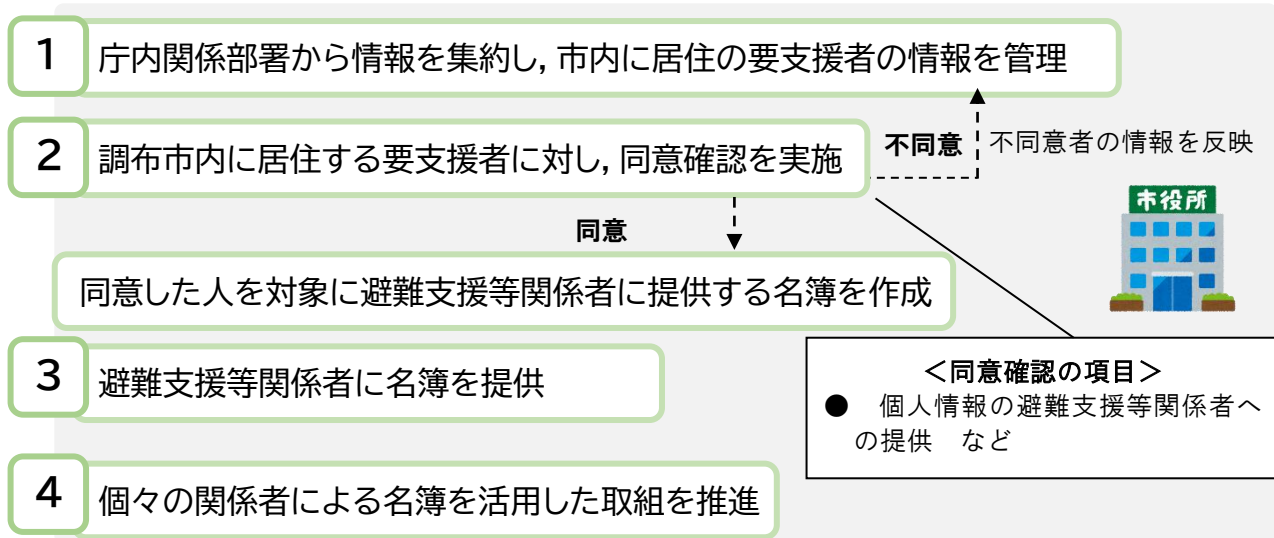 1 庁内関係部署から情報を集約し,市内に居住の要支援者の情報を管理
2 調布市内に居住する要支援者に対し,同意確認を実施
不同意 不同意者の情報を反映
市役所
同意
同意した人を対象に避難支援等関係者に提供する名簿を作成
3 避難支援等関係者に名簿を提供
＜同意確認の項目＞
● 個人情報の避難支援等関係者へ
の提供 など
4 個々の関係者による名簿を活用した取組を推進